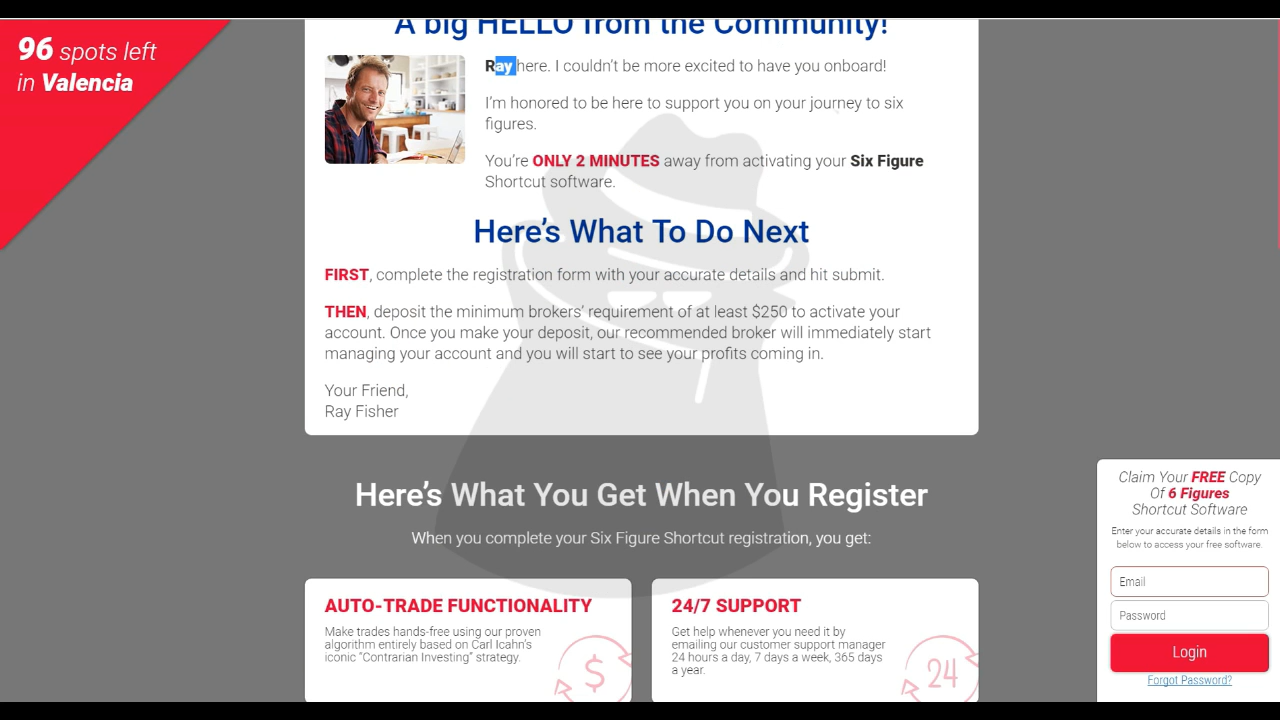 96 spots left
in Valencia
A big HELLO from the Community!
Ray here. I couldn't be more excited to have you onboard!
I'm honored to be here to support you on your journey to six
figures.
You're ONLY 2 MINUTES away from activating your Six Figure
Shortcut software.
Here's What To Do Next
FIRST, complete the registration form with your accurate details and hit submit.
THEN, deposit the minimum brokers' requirement of at least $250 to activate your
account. Once you make your deposit, our recommended broker will immediately start
managing your account and you will start to see your profits coming in.
Your Friend,
Ray Fisher
Here's What You Get When You Register
When you complete your Six Figure Shortcut registration, you get:
AUTO-TRADE FUNCTIONALITY
Make trades hands-free using our proven
algorithm entirely based on Carl Icahn's
iconic "Contrarian Investing" strategy.
$
24/7 SUPPORT
Get help whenever you need it by
emailing our customer support manager
24 hours a day, 7 days a week, 365 days
a year.
24
Claim Your FREE Copy
Of 6 Figures
Shortcut Software
Enter your accurate details in the form
below to access your free software.
Email
Password
Login
Forgot Password?